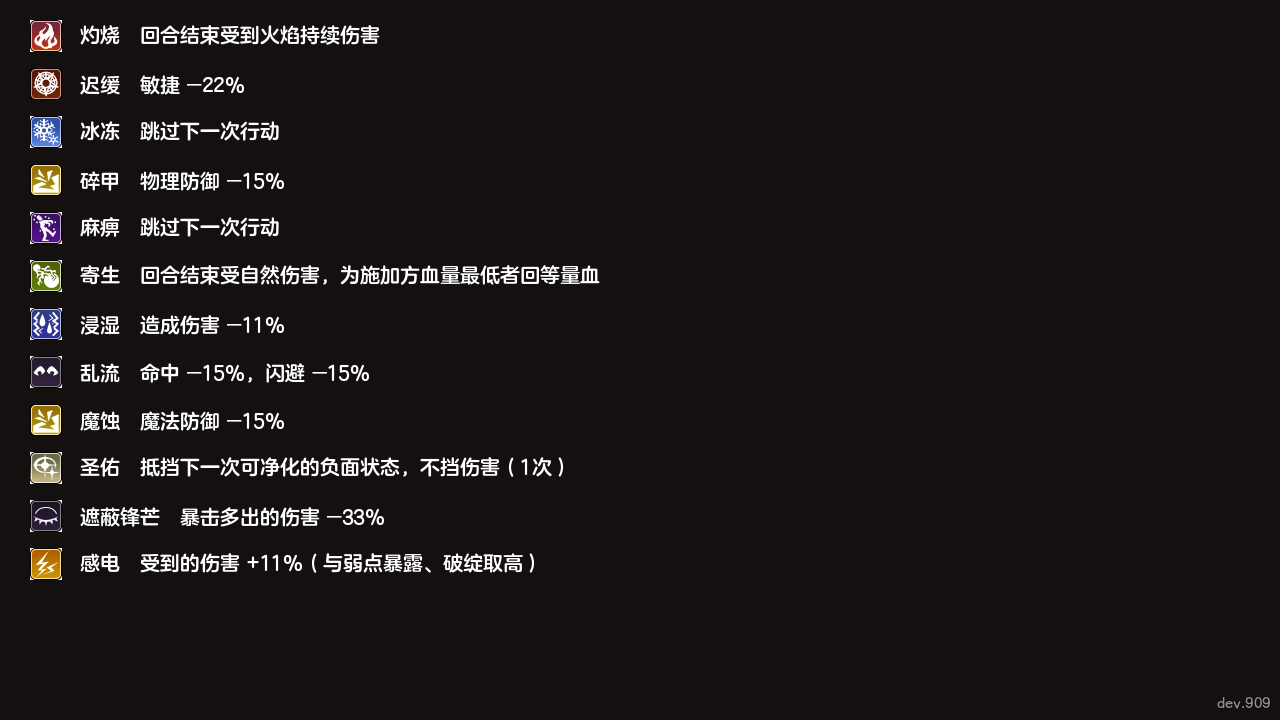 灼烧　回合结束受到火焰持续伤害
迟缓　敏捷 −22%
冰冻　跳过下一次行动
碎甲　物理防御 −15%
麻痹　跳过下一次行动
寄生　回合结束受自然伤害，为施加方血量最低者回等量血
浸湿　造成伤害 −11%
乱流　命中 −15%，闪避 −15%
魔蚀　魔法防御 −15%
圣佑　抵挡下一次可净化的负面状态，不挡伤害（1次）
遮蔽锋芒　暴击多出的伤害 −33%
感电　受到的伤害 +11%（与弱点暴露、破绽取高）
dev.909